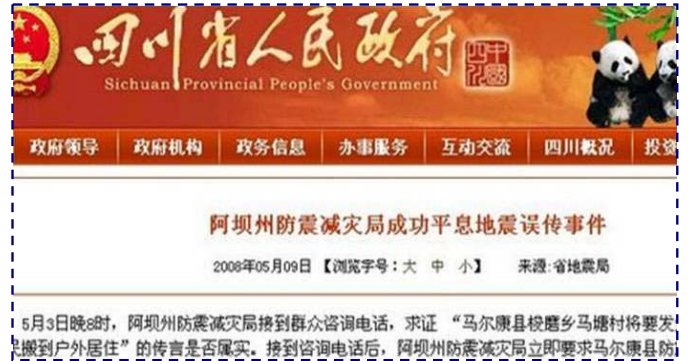 四川省人民政府
中国四川
Sichuan Provincial People's Government
政府领导 政府机构 政务信息 办事服务 互动交流 四川概况 投资
阿坝州防震减灾局成功平息地震误传事件
2008年05月09日 【浏览字号：大 中 小】 来源:省地震局
5月3日晚8时，阿坝州防震减灾局接到群众咨询电话，求证 “马尔康县梭磨乡马塘村将要发
搬到户外居住”的传言是否属实。接到咨询电话后，阿坝州防震减灾局立即要求马尔康县防